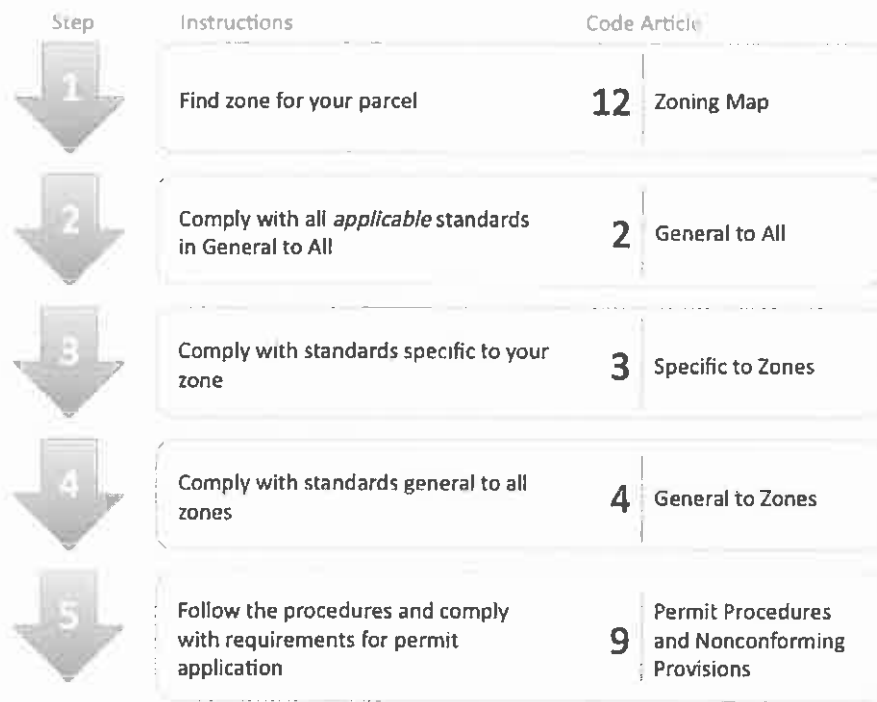 Step Instructions Code Article
1 Find zone for your parcel 12 Zoning Map
2 Comply with all applicable standards
in General to All 2 General to All
3 Comply with standards specific to your
zone 3 Specific to Zones
4 Comply with standards general to all
zones 4 General to Zones
5 Follow the procedures and comply
with requirements for permit
application 9 Permit Procedures
and Nonconforming
Provisions